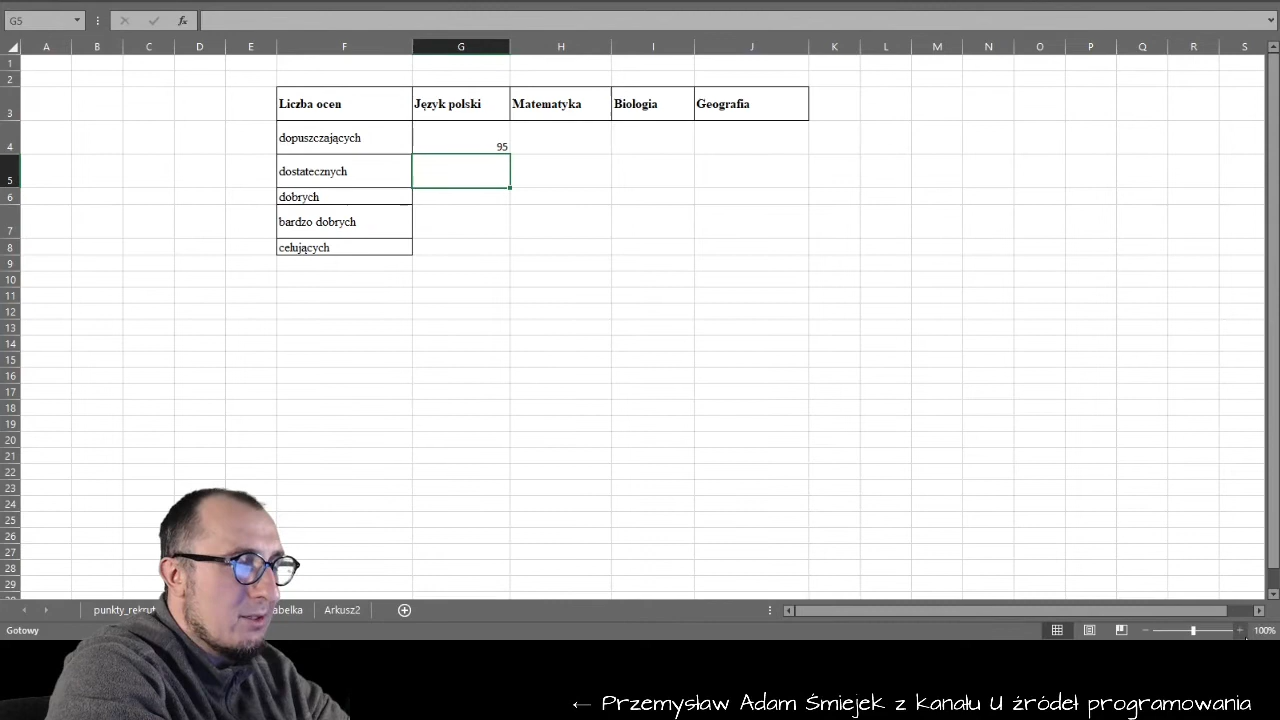 G5
fx
A B C D E F G H I J K L M N O P Q R S
1
2
3 Liczba ocen Język polski Matematyka Biologia Geografia
4 dopuszczających 95
5 dostatecznych
6 dobrych
7 bardzo dobrych
8 celujących
9
10
11
12
13
14
15
16
17
18
19
20
21
22
23
24
25
26
27
28
29
Arkusz2
Gotowy 100%
← Przemysław Adam Śmiejek z kanału U źródeł programowania